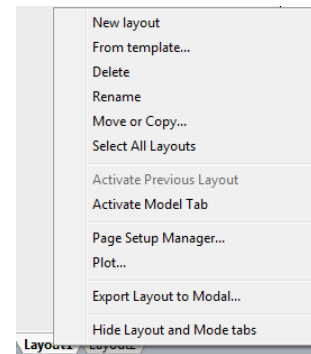 New layout
From template...
Delete
Rename
Move or Copy...
Select All Layouts
Activate Previous Layout
Activate Model Tab
Page Setup Manager...
Plot...
Export Layout to Modal...
Hide Layout and Mode tabs
Layout1 Layout2